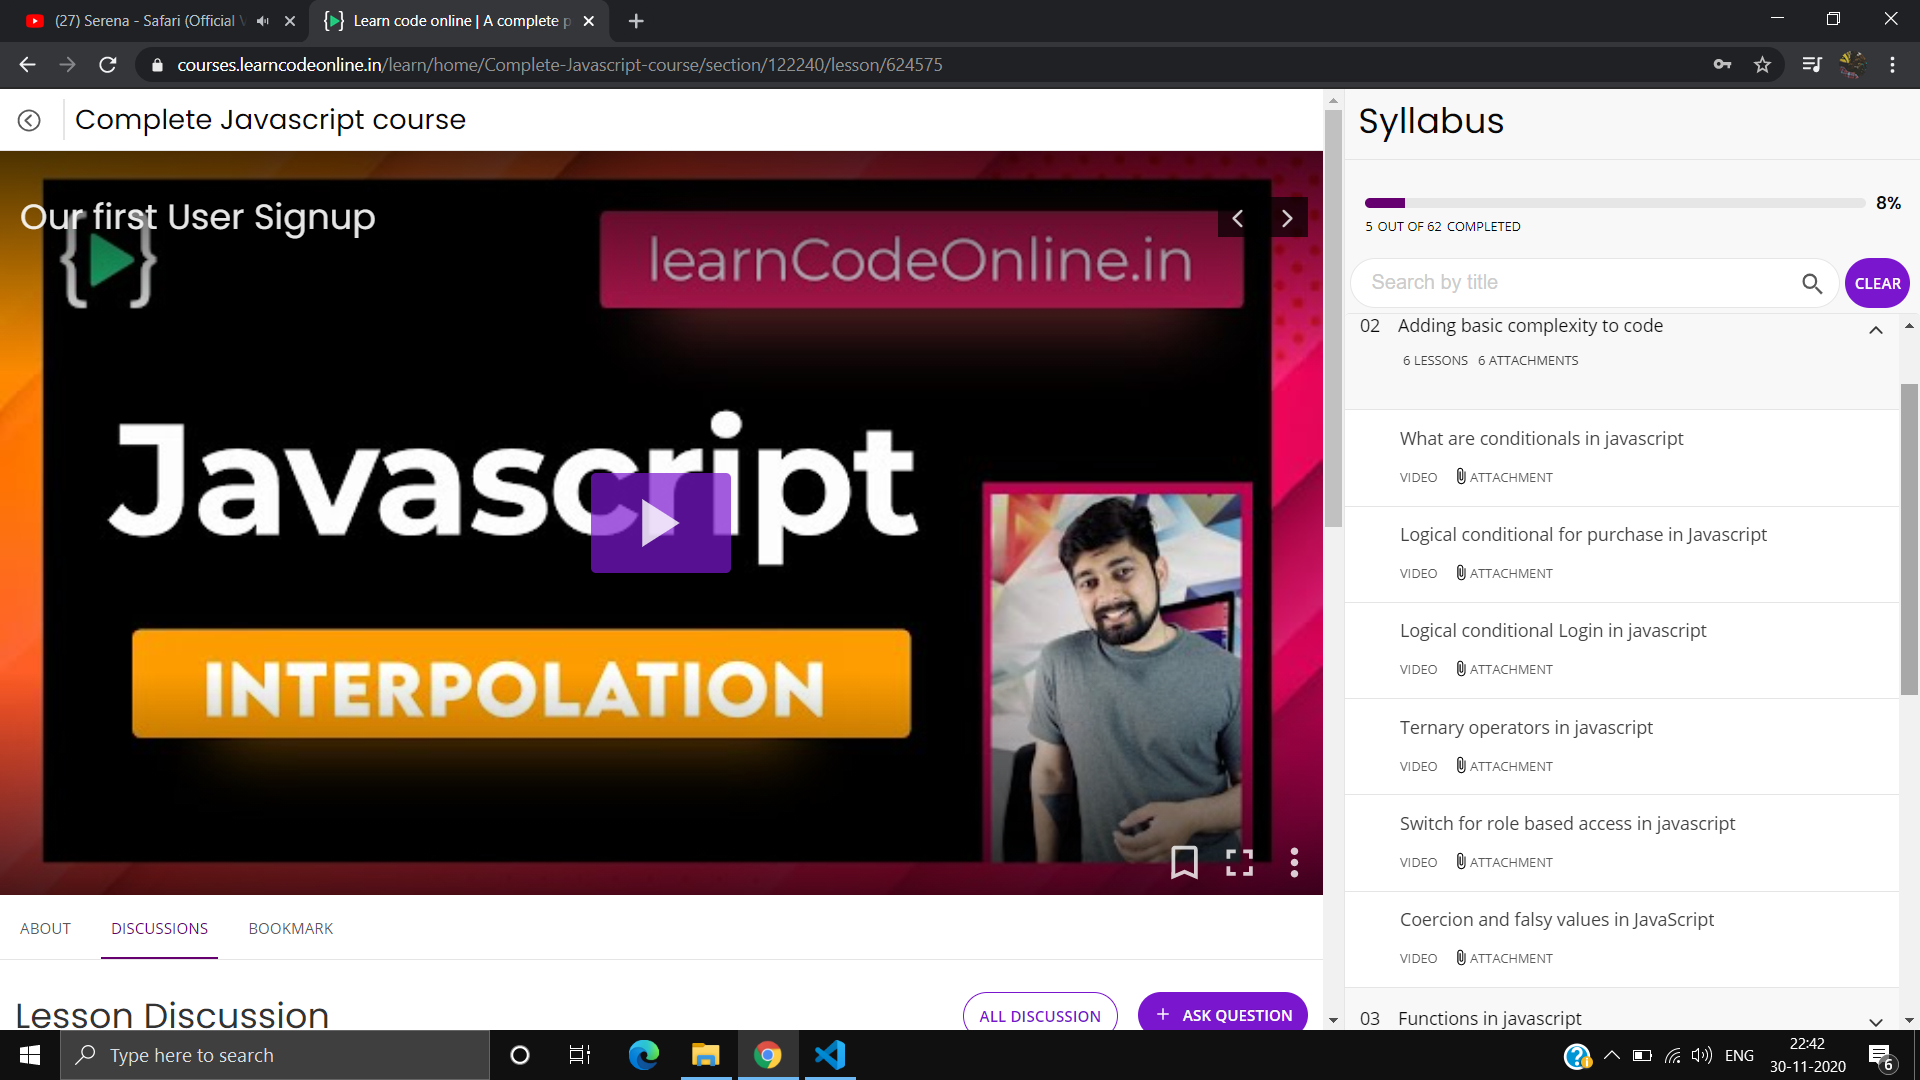 (27) Serena - Safari (Official V
Learn code online | A complete p
courses.learncodeonline.in/learn/home/Complete-Javascript-course/section/122240/lesson/624575
Complete Javascript course
Our first User Signup
learnCodeOnline.in
Javascript
INTERPOLATION
ABOUT
DISCUSSIONS
BOOKMARK
Lesson Discussion
ALL DISCUSSION
+ ASK QUESTION
Syllabus
8%
5 OUT OF 62 COMPLETED
Search by title
CLEAR
02 Adding basic complexity to code
6 LESSONS 6 ATTACHMENTS
What are conditionals in javascript
VIDEO ATTACHMENT
Logical conditional for purchase in Javascript
VIDEO ATTACHMENT
Logical conditional Login in javascript
VIDEO ATTACHMENT
Ternary operators in javascript
VIDEO ATTACHMENT
Switch for role based access in javascript
VIDEO ATTACHMENT
Coercion and falsy values in JavaScript
VIDEO ATTACHMENT
03 Functions in javascript
Type here to search
ENG
22:42
30-11-2020
6